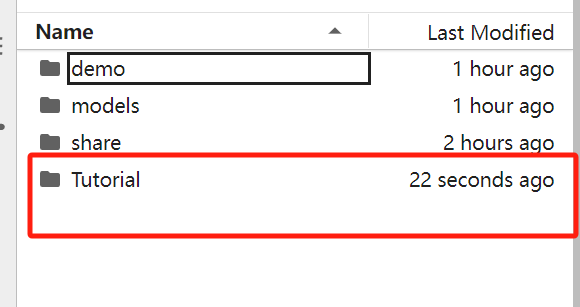 Name Last Modified
demo 1 hour ago
models 1 hour ago
share 2 hours ago
Tutorial 22 seconds ago